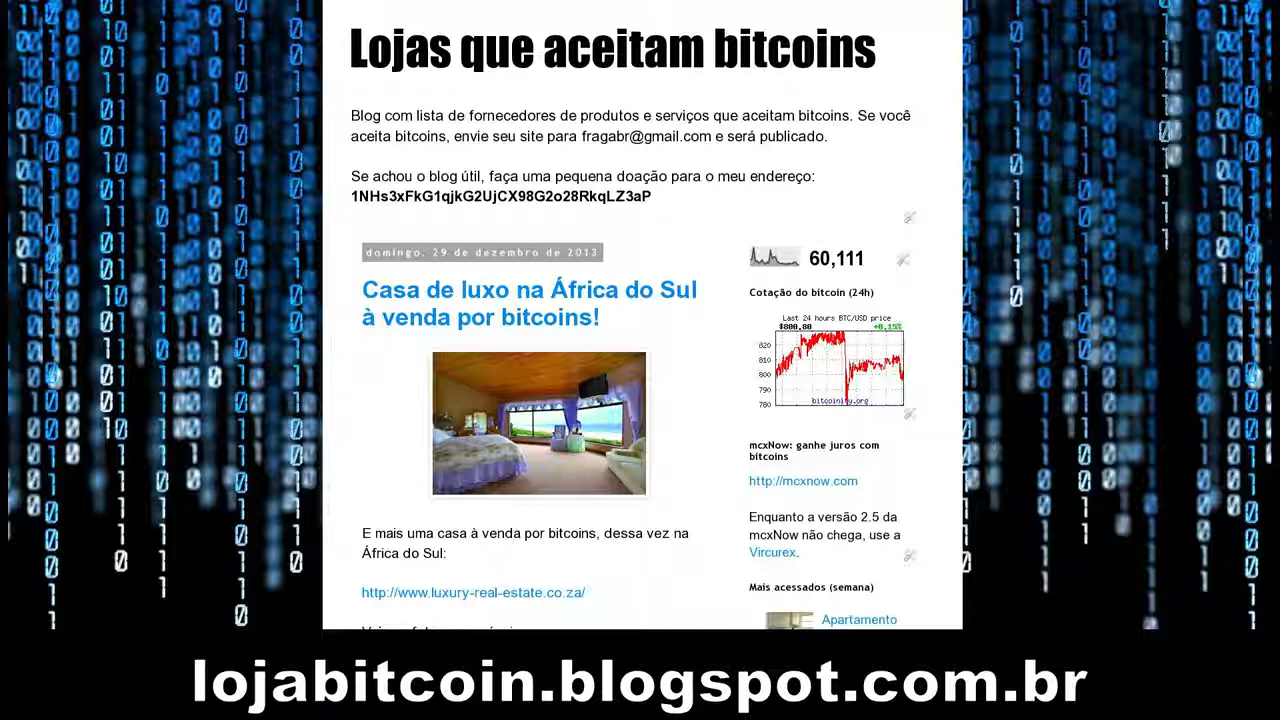 Lojas que aceitam bitcoins
Blog com lista de fornecedores de produtos e serviços que aceitam bitcoins. Se você
aceita bitcoins, envie seu site para fragabr@gmail.com e será publicado.
Se achou o blog útil, faça uma pequena doação para o meu endereço:
1NHs3xFkG1qjkG2UjCX98G2o28RkqLZ3aP
domingo, 29 de dezembro de 2013
Casa de luxo na África do Sul
à venda por bitcoins!
E mais uma casa à venda por bitcoins, dessa vez na
África do Sul:
http://www.luxury-real-estate.co.za/
60,111
Cotação do bitcoin (24h)
Last 24 hours BTC/USD price
$800.80 +0.15%
820
810
800
790
780
bitcoinity.org
mcxNow: ganhe juros com
bitcoins
http://mcxnow.com
Enquanto a versão 2.5 da
mcxNow não chega, use a
Vircurex.
Mais acessados (semana)
Apartamento
lojabitcoin.blogspot.com.br